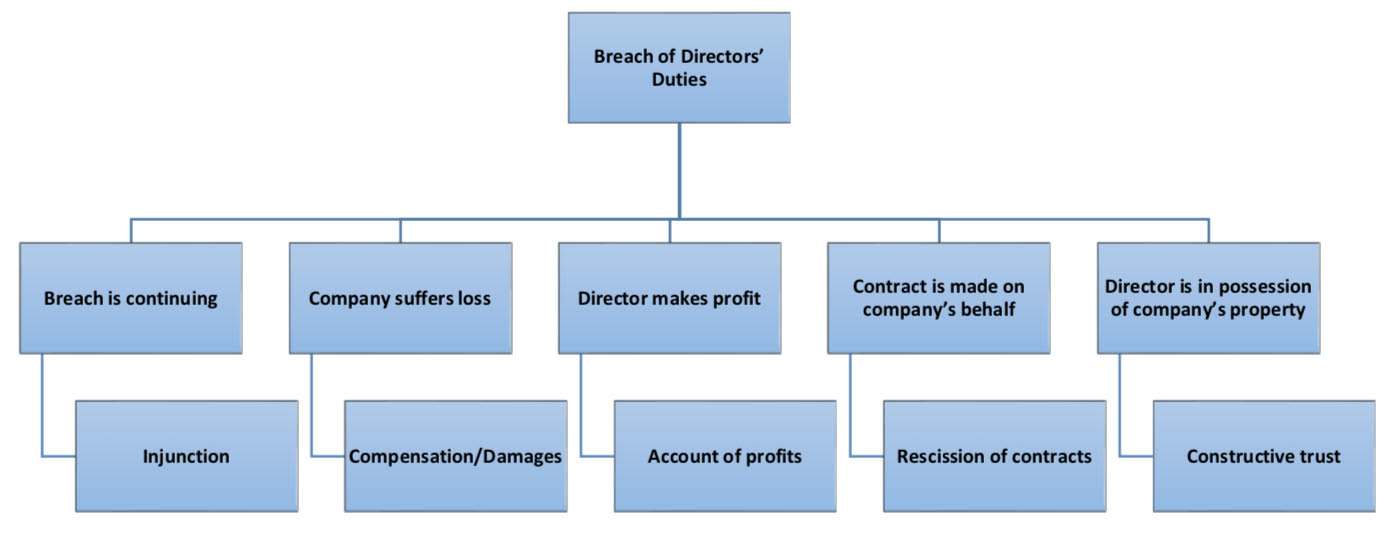 Breach of Directors’
Duties
Breach is continuing
Company suffers loss
Director makes profit
Contract is made on
company’s behalf
Director is in possession
of company’s property
Injunction
Compensation/Damages
Account of profits
Rescission of contracts
Constructive trust